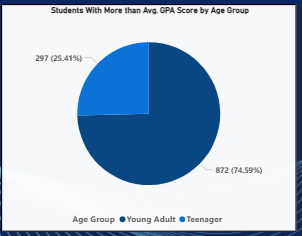 Students With More than Avg. GPA Score by Age Group
297 (25.41%)
872 (74.59%)
Age Group Young Adult Teenager